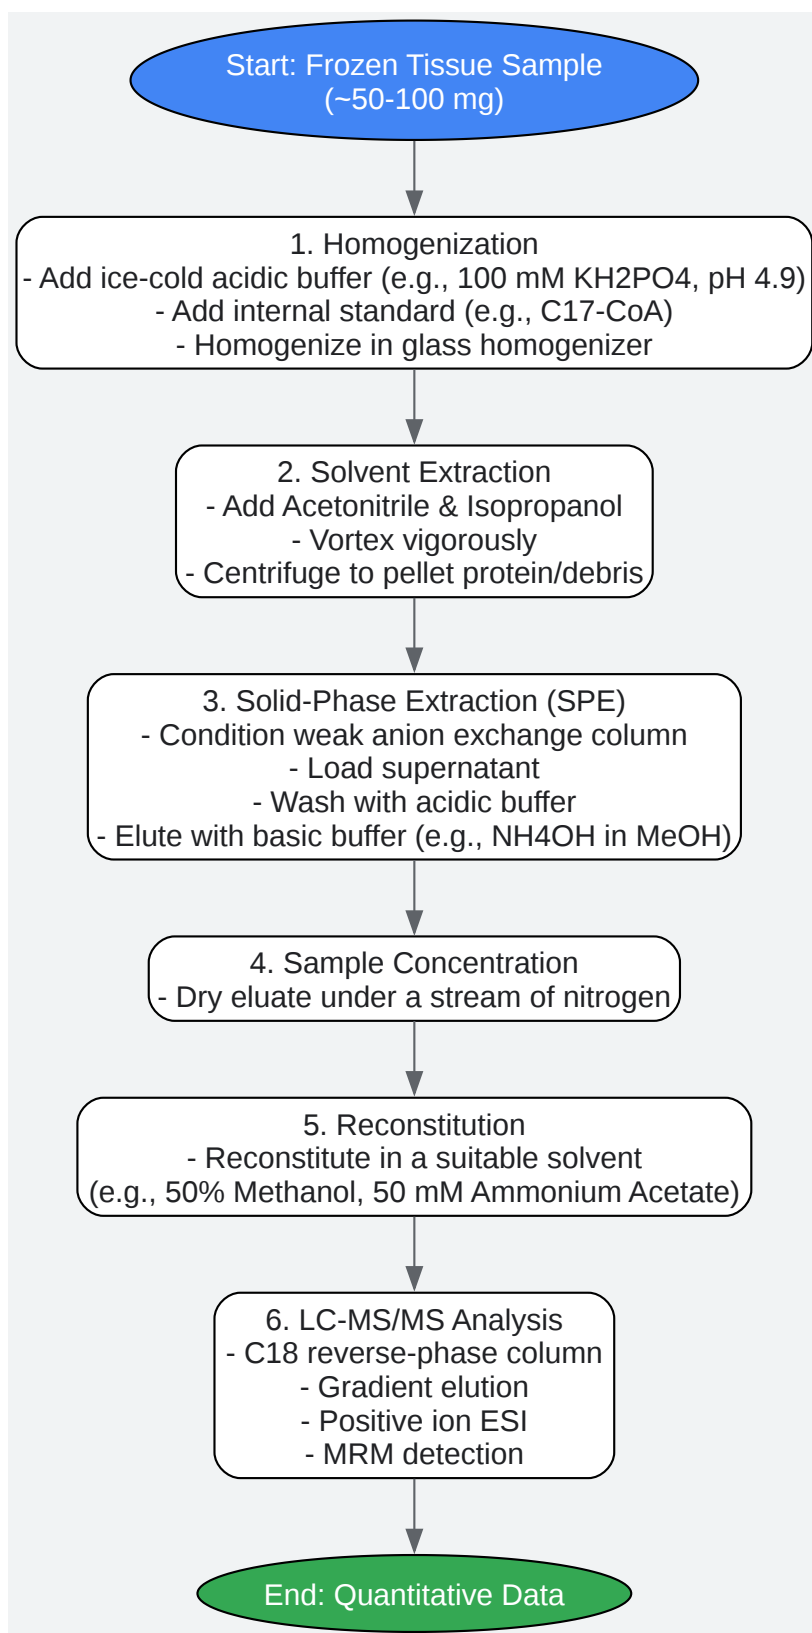 Start: Frozen Tissue Sample
(~50-100 mg)
1. Homogenization
- Add ice-cold acidic buffer (e.g., 100 mM KH2PO4, pH 4.9)
- Add internal standard (e.g., C17-CoA)
- Homogenize in glass homogenizer
2. Solvent Extraction
- Add Acetonitrile & Isopropanol
- Vortex vigorously
- Centrifuge to pellet protein/debris
3. Solid-Phase Extraction (SPE)
- Condition weak anion exchange column
- Load supernatant
- Wash with acidic buffer
- Elute with basic buffer (e.g., NH4OH in MeOH)
4. Sample Concentration
- Dry eluate under a stream of nitrogen
5. Reconstitution
- Reconstitute in a suitable solvent
(e.g., 50% Methanol, 50 mM Ammonium Acetate)
6. LC-MS/MS Analysis
- C18 reverse-phase column
- Gradient elution
- Positive ion ESI
- MRM detection
End: Quantitative Data